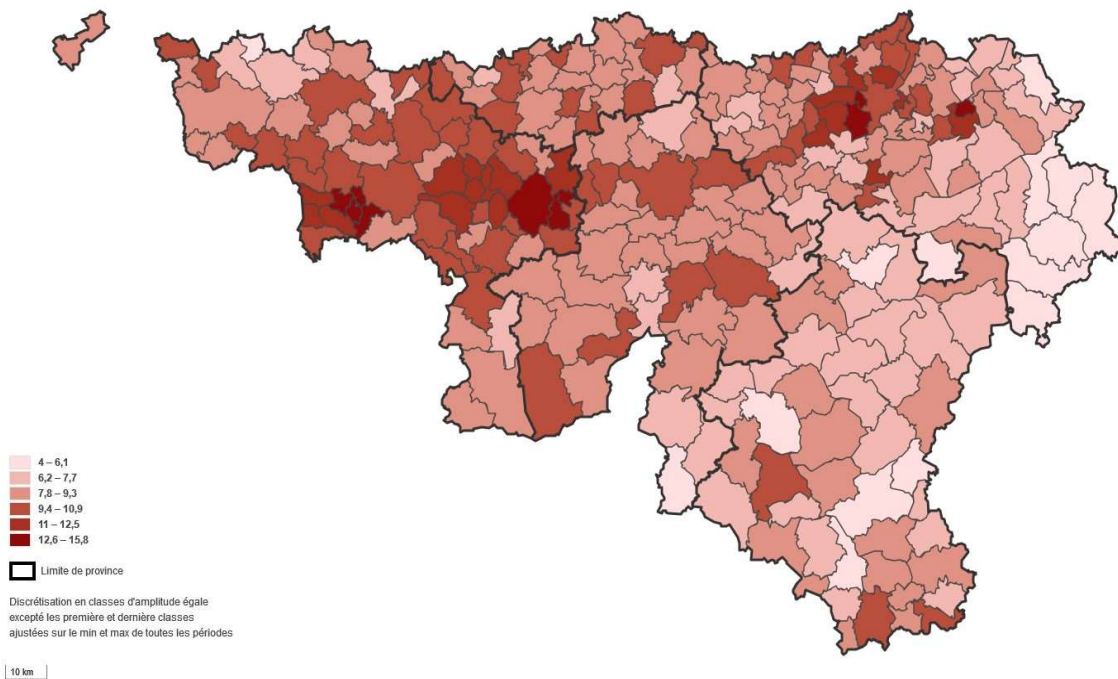 4 – 6,1
6,2 – 7,7
7,8 – 9,3
9,4 – 10,9
11 – 12,5
12,6 – 15,8
Limite de province
Discrétisation en classes d'amplitude égale
excepté les première et dernière classes
ajustées sur le min et max de toutes les périodes
10 km